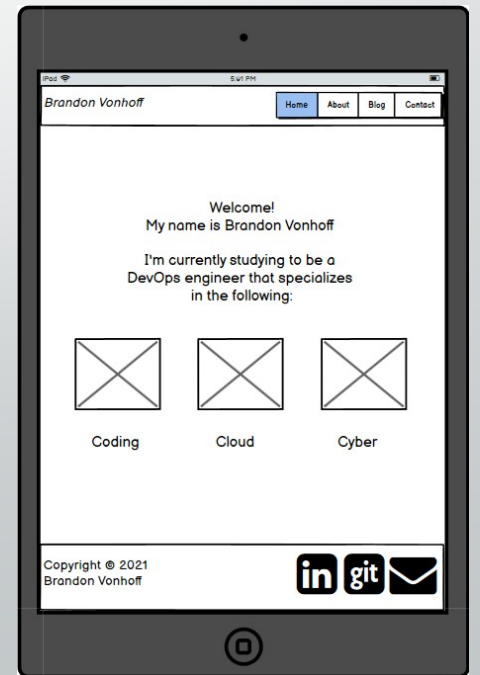 iPad 5:41 PM
Brandon Vonhoff Home About Blog Contact
Welcome!
My name is Brandon Vonhoff
I'm currently studying to be a
DevOps engineer that specializes
in the following:
Coding Cloud Cyber
Copyright © 2021
Brandon Vonhoff
in git